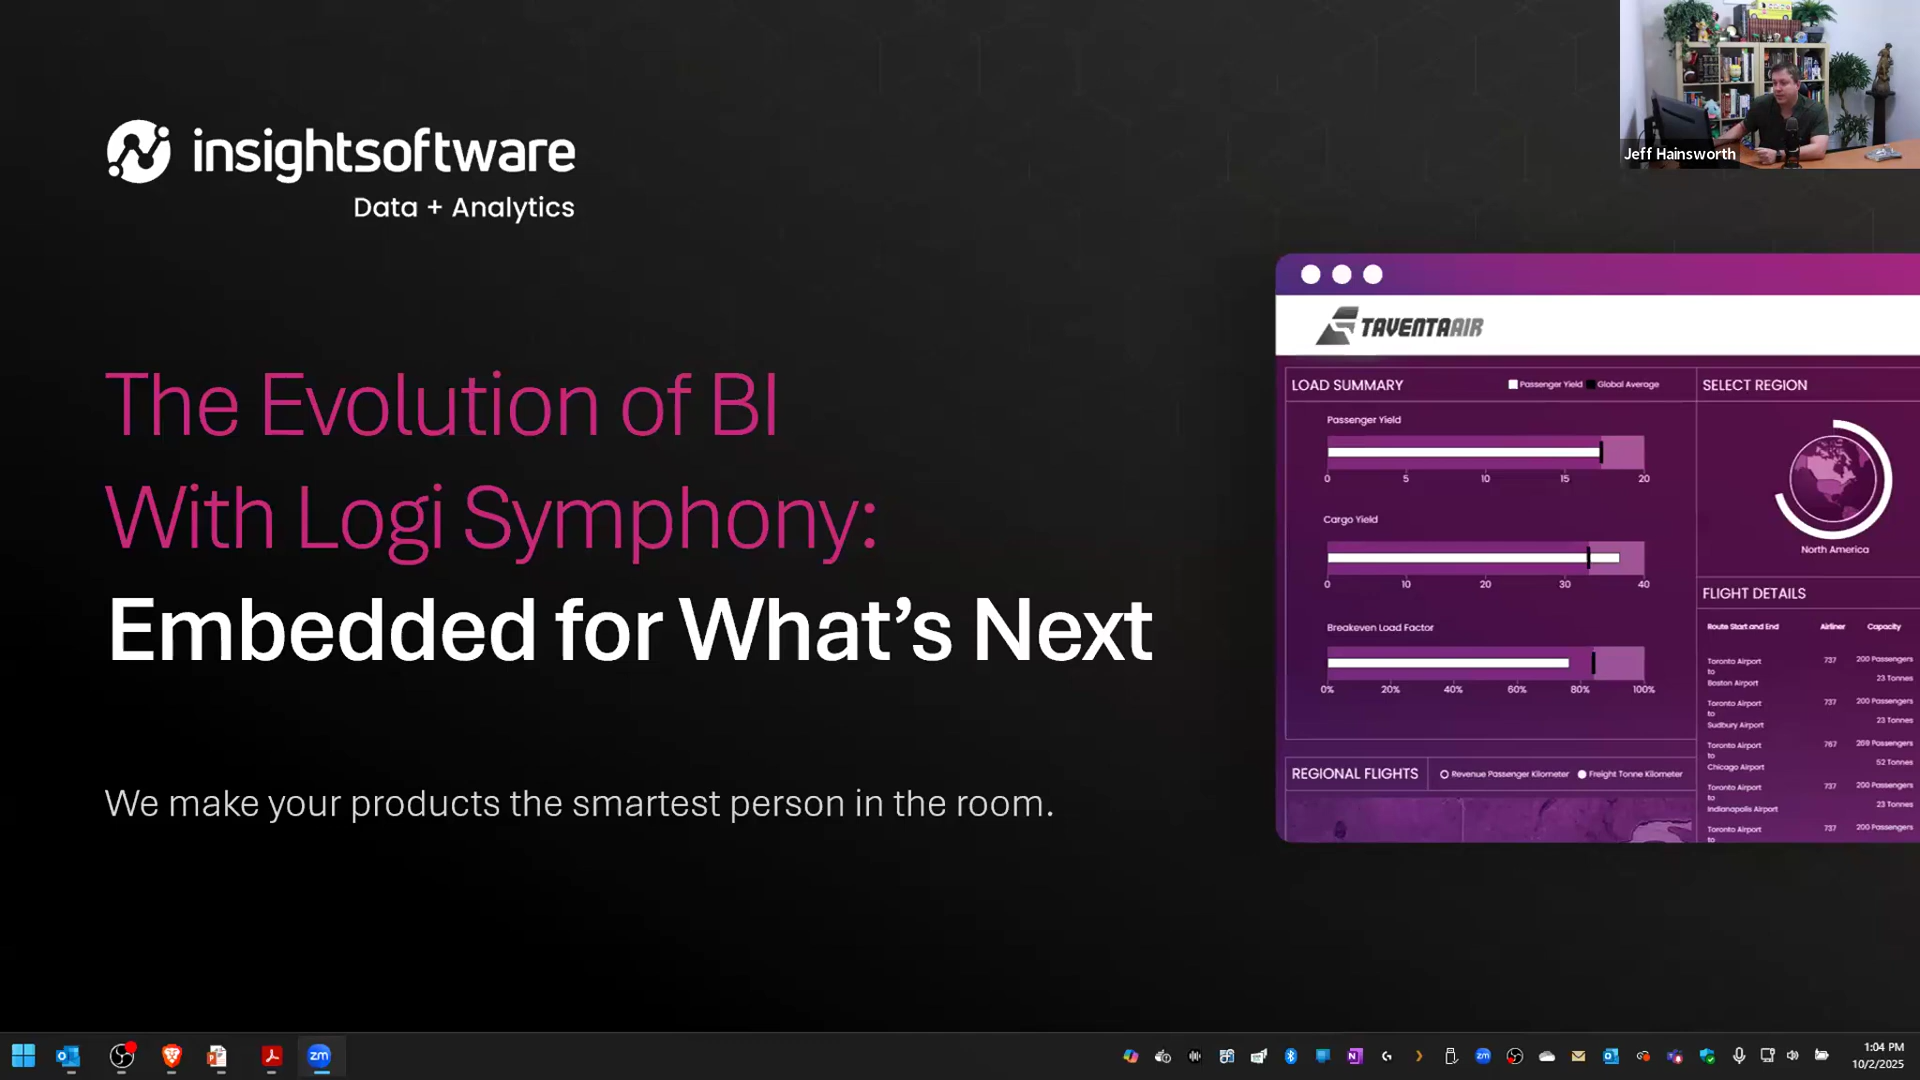 insightsoftware
Data + Analytics
Jeff Hainsworth
The Evolution of BI
With Logi Symphony:
Embedded for What's Next
We make your products the smartest person in the room.
TAVENTAAIR
LOAD SUMMARY
Passenger Yield Global Average
Passenger Yield
0 5 10 15 20
Cargo Yield
0 10 20 30 40
Breakeven Load Factor
0% 20% 40% 60% 80% 100%
REGIONAL FLIGHTS
Revenue Passenger Kilometer Freight Tonne Kilometer
SELECT REGION
North America
FLIGHT DETAILS
Route Start and End Airliner Capacity
Toronto Airport 737 200 Passengers
to
Boston Airport 23 Tonnes
Toronto Airport 737 200 Passengers
to
Sudbury Airport 23 Tonnes
Toronto Airport 767 269 Passengers
to
Chicago Airport 52 Tonnes
Toronto Airport 737 200 Passengers
to
Indianapolis Airport 23 Tonnes
Toronto Airport 737 200 Passengers
to
zm
N
zm
1:04 PM
10/2/2025